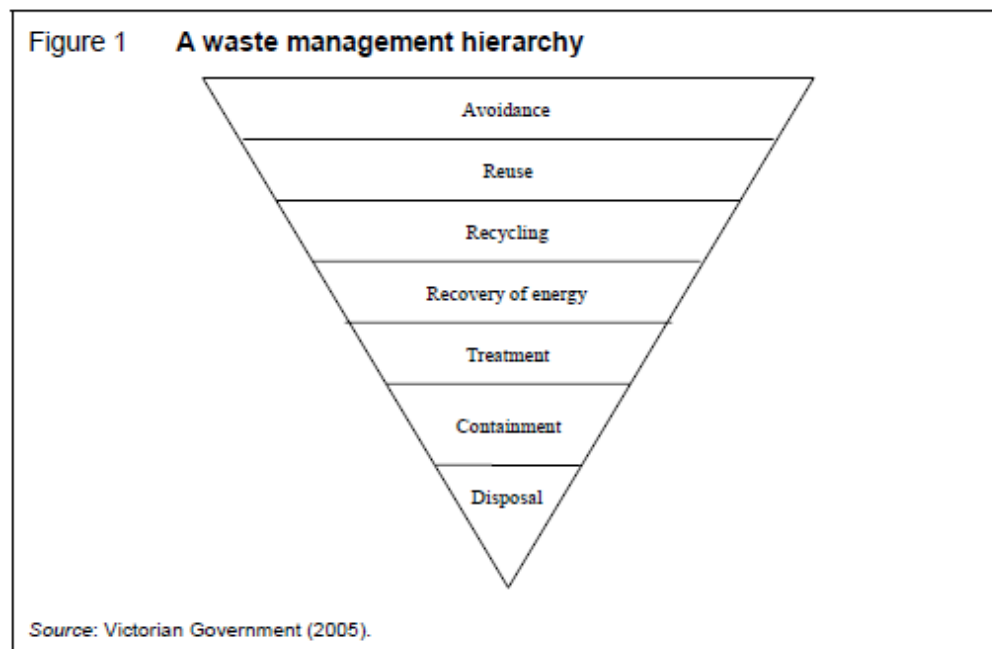 Figure 1 A waste management hierarchy
Avoidance
Reuse
Recycling
Recovery of energy
Treatment
Containment
Disposal
Source: Victorian Government (2005).